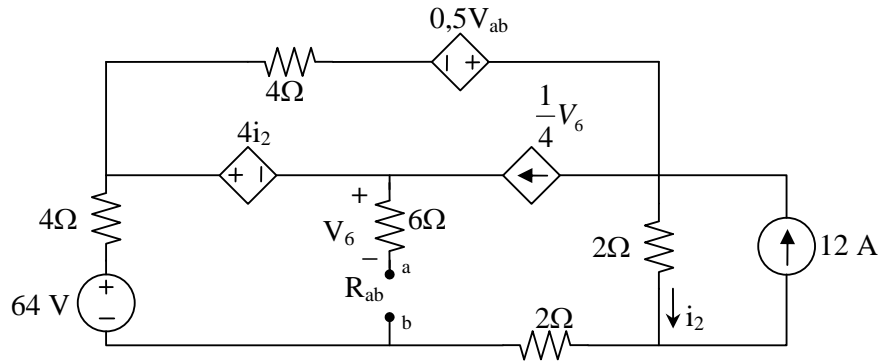 0,5V_ab
4Ω
1/4 V_6
4i_2
+ −
− +
4Ω
+
V_6
6Ω
−
a
R_ab
b
2Ω
i_2
12 A
64 V
+
−
2Ω